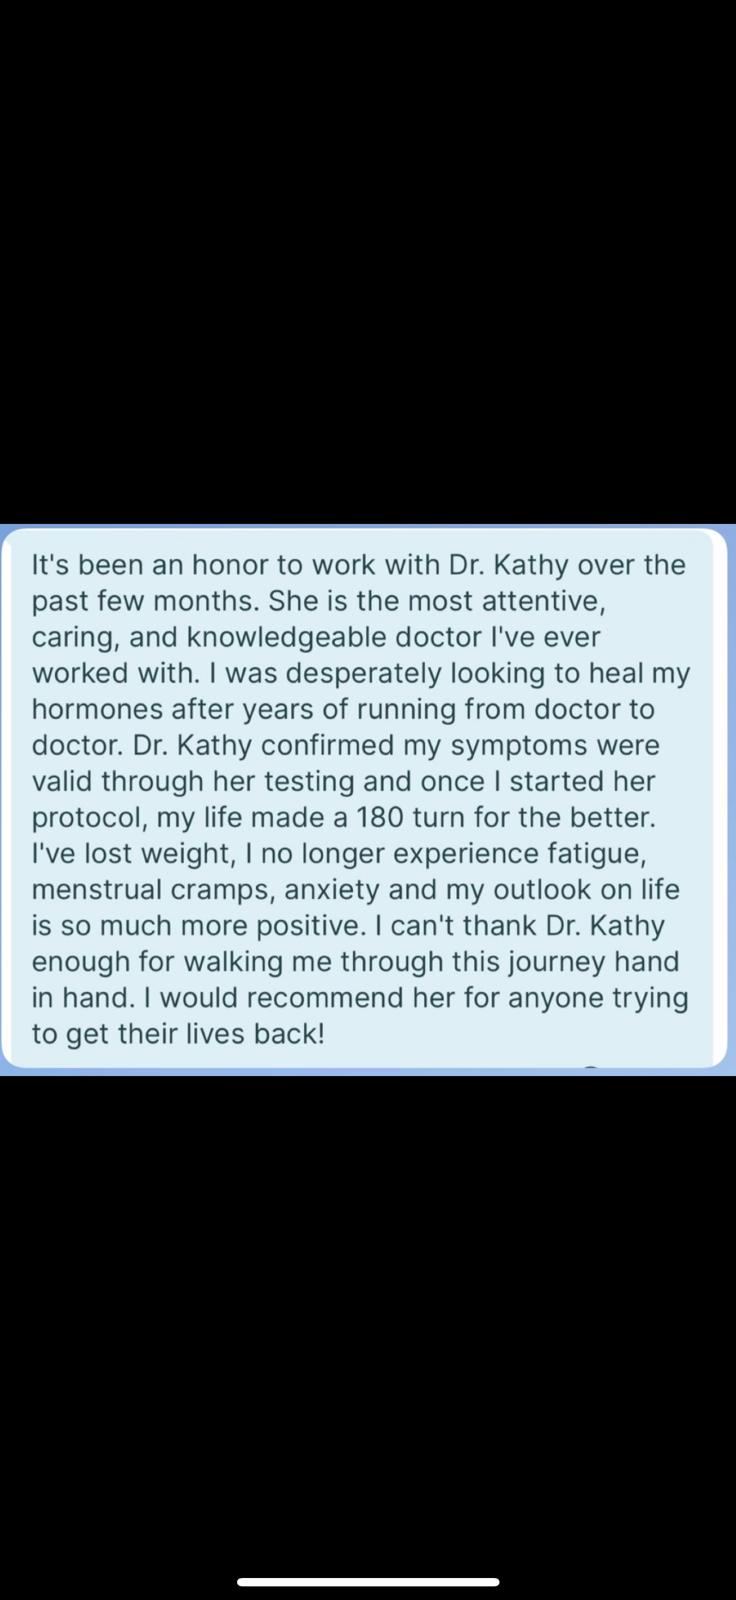 It's been an honor to work with Dr. Kathy over the
past few months. She is the most attentive,
caring, and knowledgeable doctor I've ever
worked with. I was desperately looking to heal my
hormones after years of running from doctor to
doctor. Dr. Kathy confirmed my symptoms were
valid through her testing and once I started her
protocol, my life made a 180 turn for the better.
I've lost weight, I no longer experience fatigue,
menstrual cramps, anxiety and my outlook on life
is so much more positive. I can't thank Dr. Kathy
enough for walking me through this journey hand
in hand. I would recommend her for anyone trying
to get their lives back!